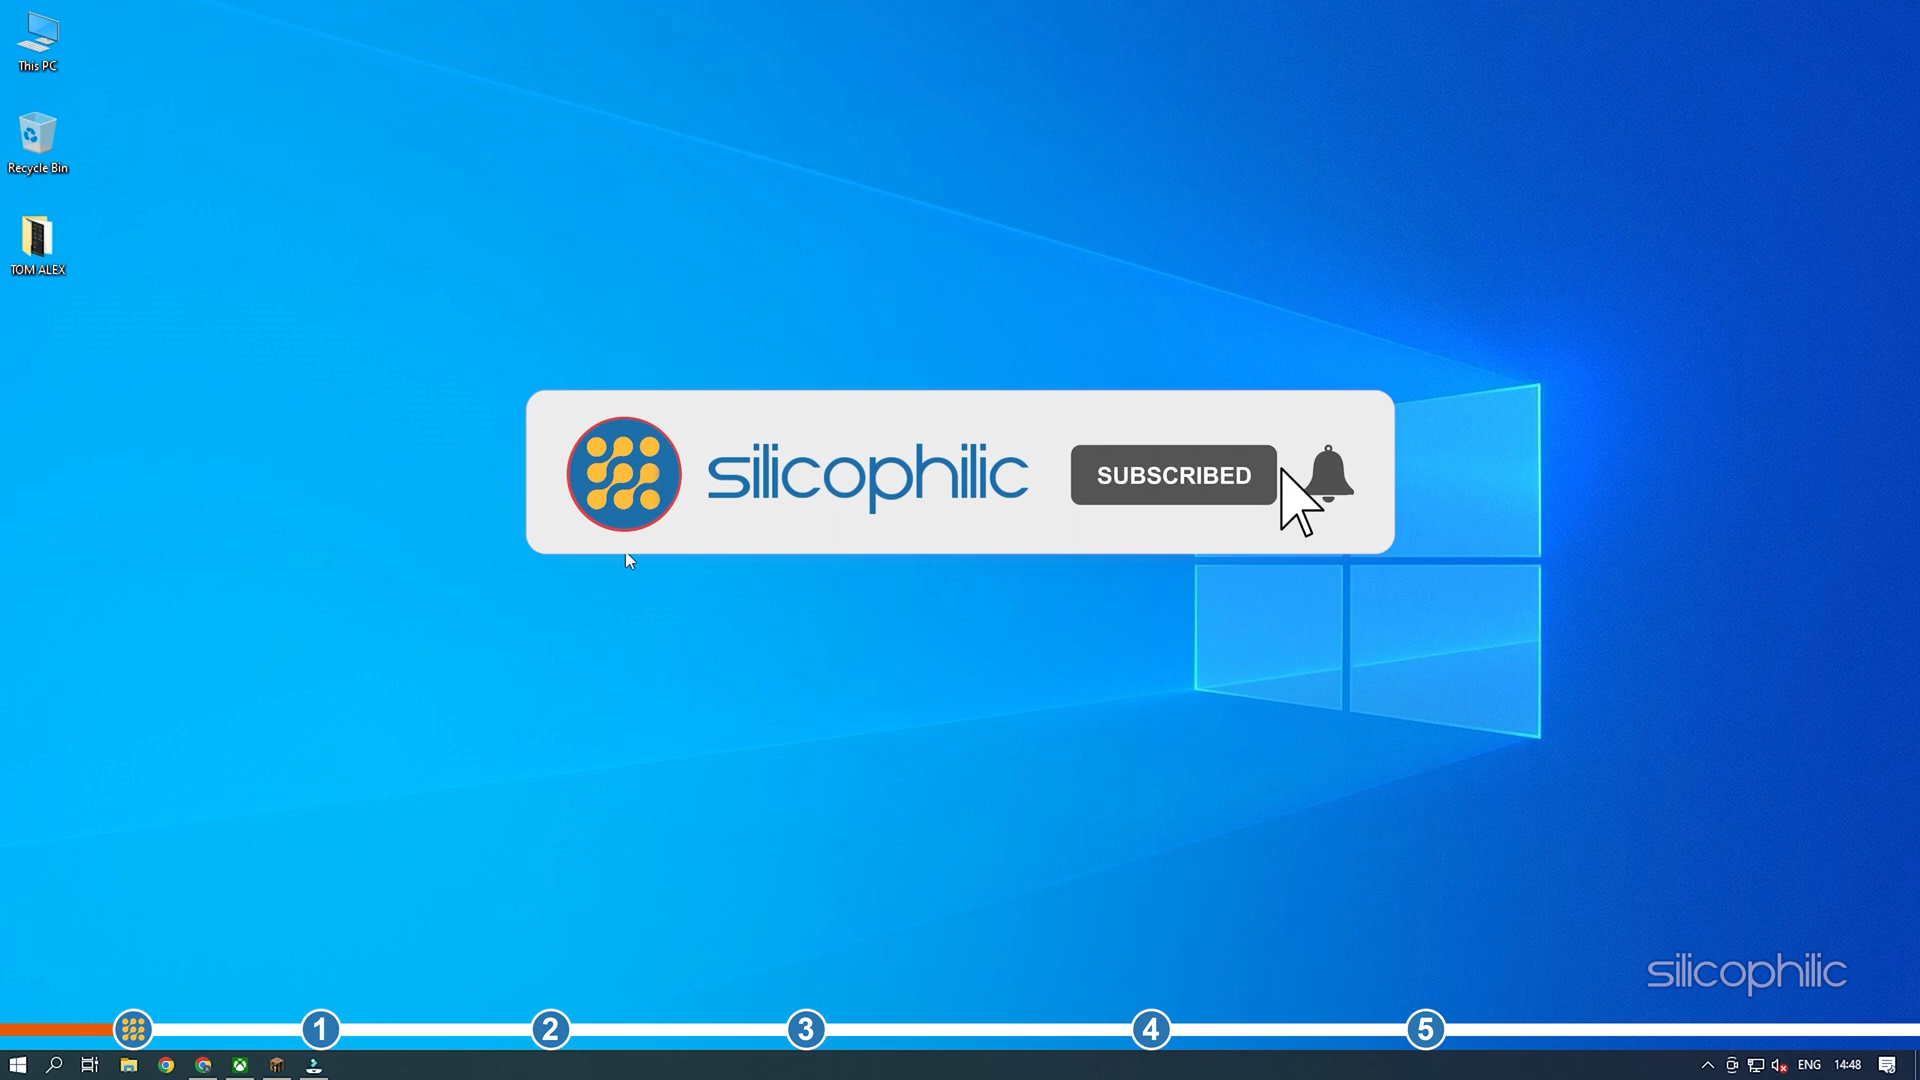 This PC
Recycle Bin
TOM ALEX
silicophilic
SUBSCRIBED
silicophilic
1 2 3 4 5
ENG 14:48